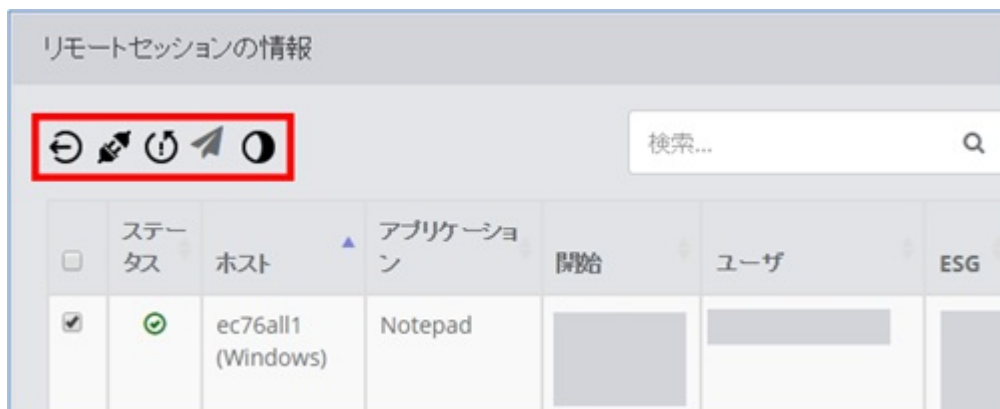 リモートセッションの情報
検索...
ステー
タス
ホスト
アプリケーショ
ン
開始
ユーザ
ESG
ec76all1
(Windows)
Notepad